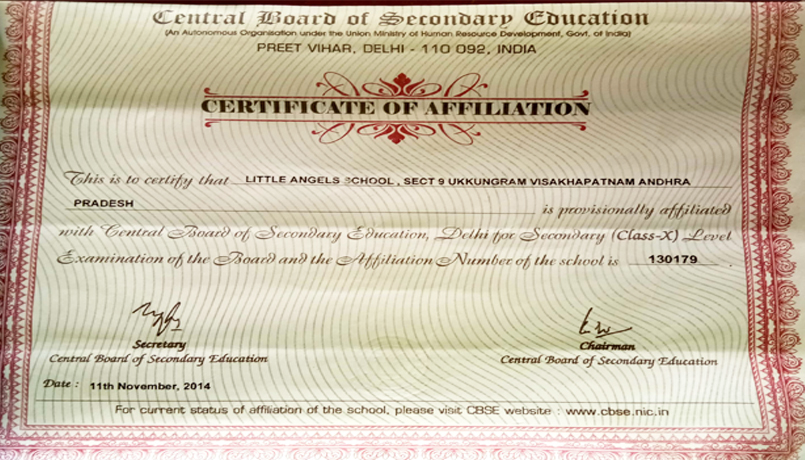 Central Board of Secondary Education
(An Autonomous Organisation under the Union Ministry of Human Resource Development, Govt. of India)
PREET VIHAR, DELHI - 110 092, INDIA
CERTIFICATE OF AFFILIATION
This is to certify that LITTLE ANGELS SCHOOL , SECT 9 UKKUNGRAM VISAKHAPATNAM ANDHRA
PRADESH is provisionally affiliated
with Central Board of Secondary Education, Delhi for Secondary (Class-X) Level
Examination of the Board and the Affiliation Number of the school is 130179 .
Secretary
Central Board of Secondary Education
Chairman
Central Board of Secondary Education
Date : 11th November, 2014
For current status of affiliation of the school, please visit CBSE website : www.cbse.nic.in